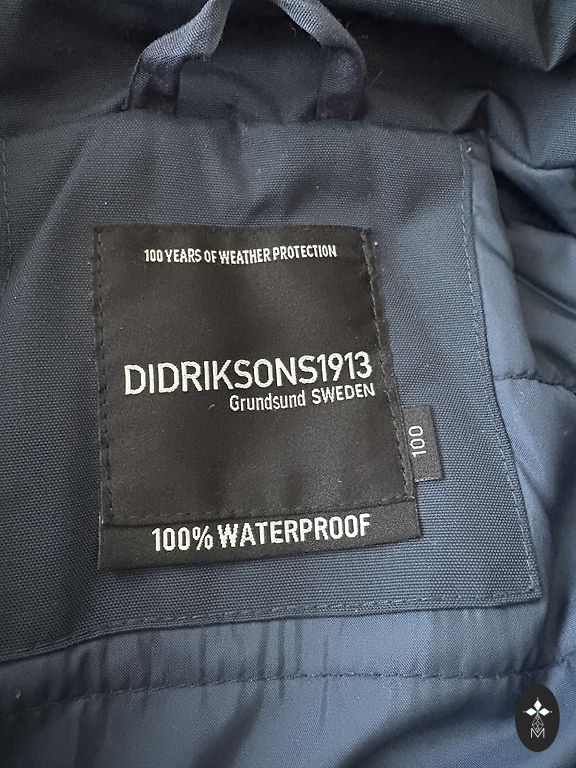 100 YEARS OF WEATHER PROTECTION
DIDRIKSONS1913
Grundsund SWEDEN
100
100% WATERPROOF
M